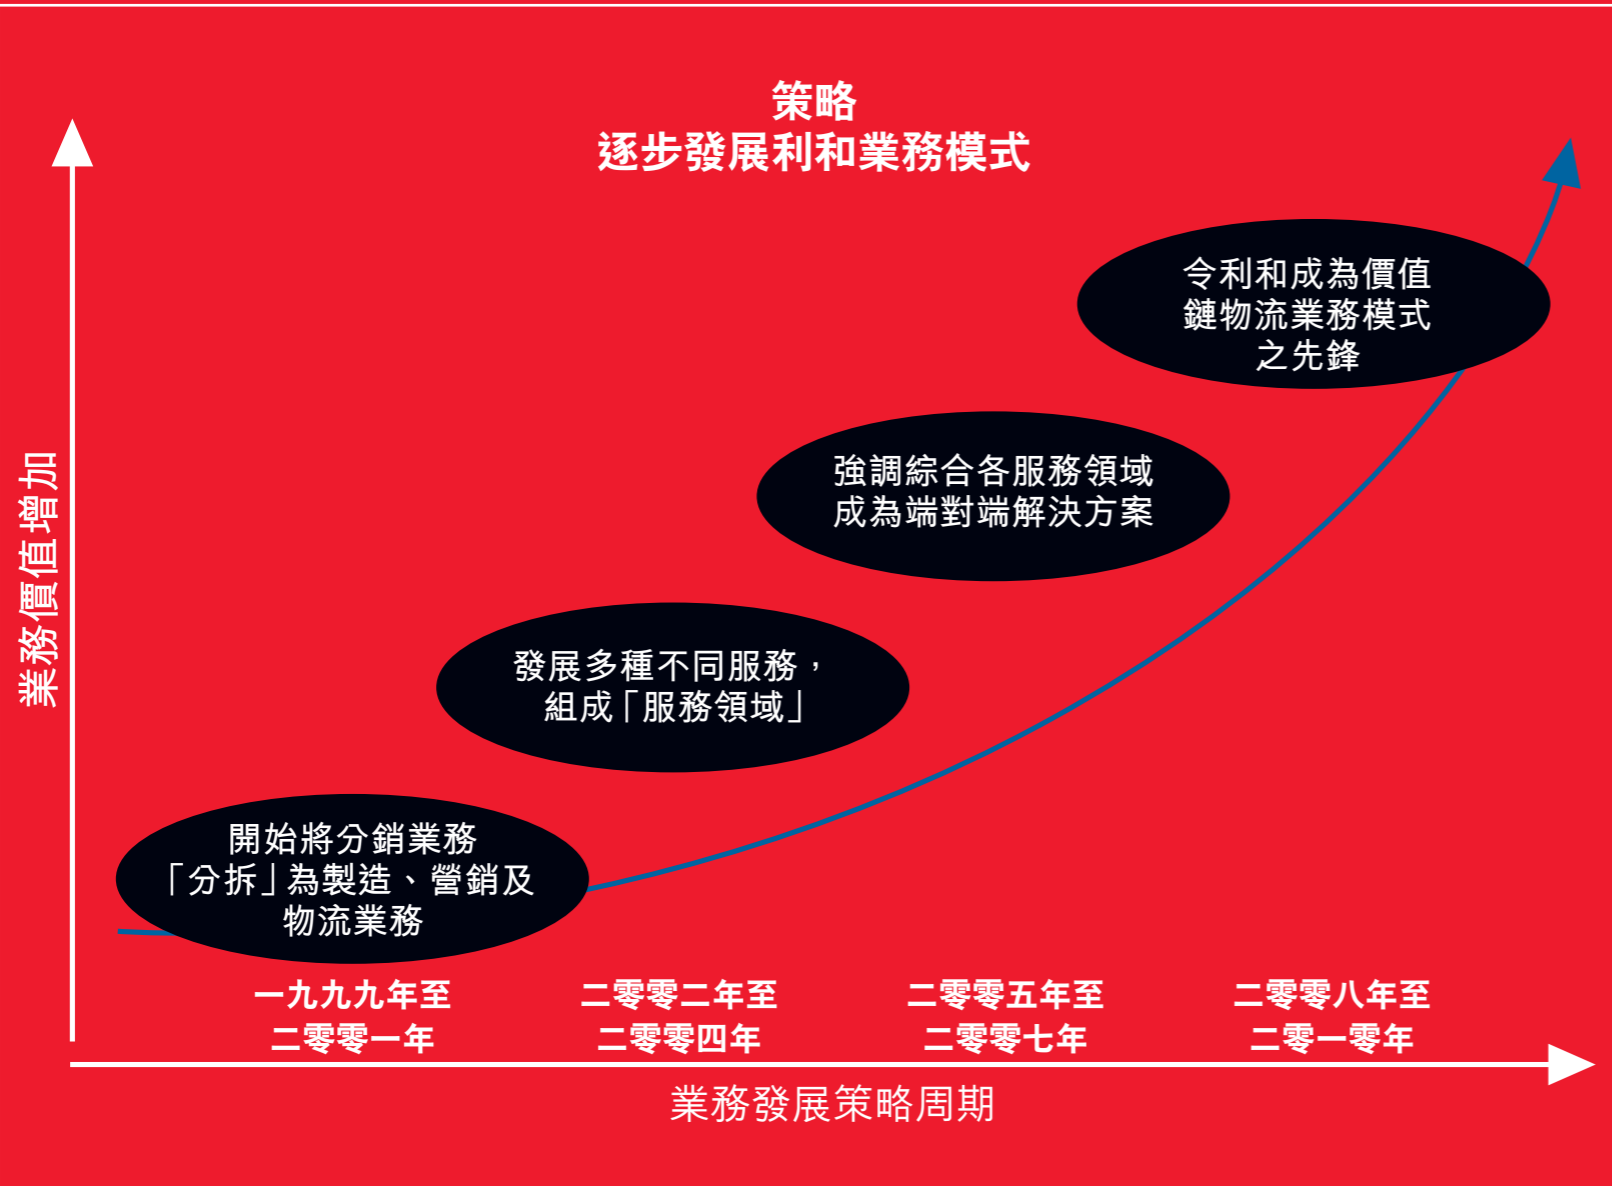 策略
逐步發展利和業務模式
令利和成為價值
鏈物流業務模式
之先鋒
強調綜合各服務領域
成為端對端解決方案
發展多種不同服務，
組成「服務領域」
開始將分銷業務
「分拆」為製造、營銷及
物流業務
業務價值增加
一九九九年至
二零零一年
二零零二年至
二零零四年
二零零五年至
二零零七年
二零零八年至
二零一零年
業務發展策略周期